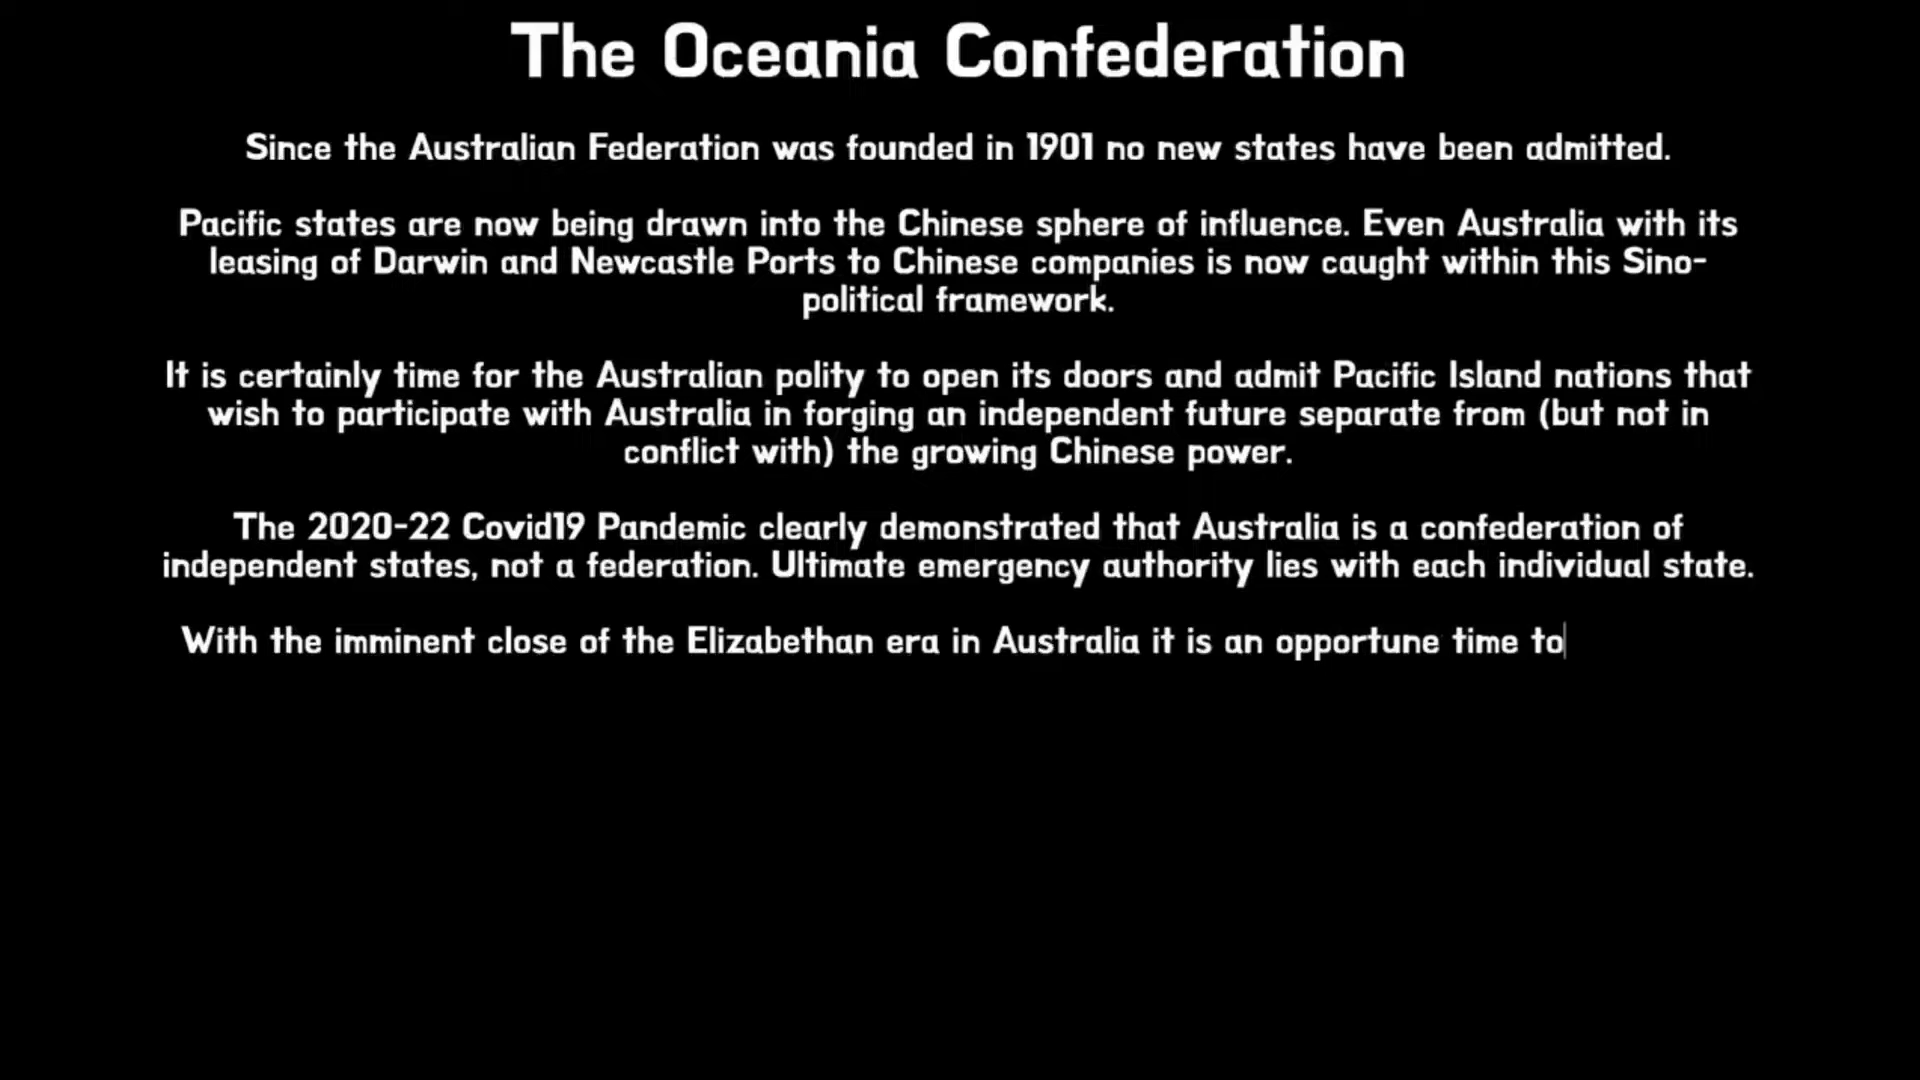 The Oceania Confederation
Since the Australian Federation was founded in 1901 no new states have been admitted.
Pacific states are now being drawn into the Chinese sphere of influence. Even Australia with its
leasing of Darwin and Newcastle Ports to Chinese companies is now caught within this Sino-
political framework.
It is certainly time for the Australian polity to open its doors and admit Pacific Island nations that
wish to participate with Australia in forging an independent future separate from (but not in
conflict with) the growing Chinese power.
The 2020-22 Covid19 Pandemic clearly demonstrated that Australia is a confederation of
independent states, not a federation. Ultimate emergency authority lies with each individual state.
With the imminent close of the Elizabethan era in Australia it is an opportune time to